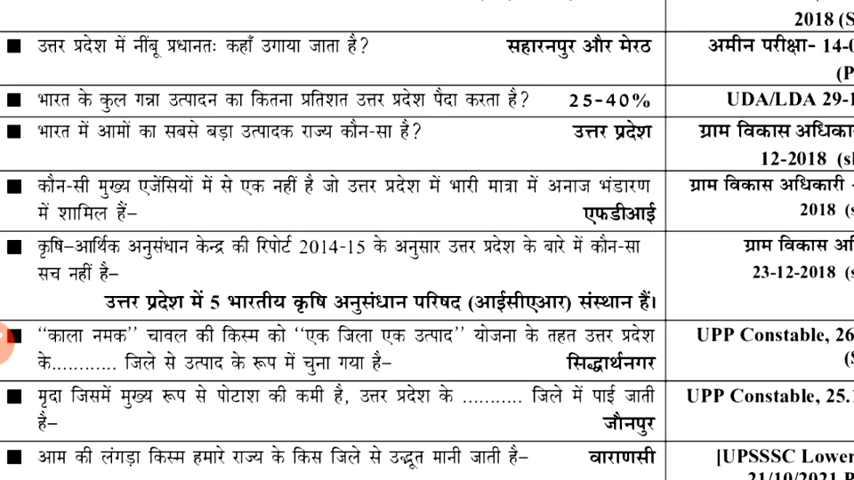 2018 (S
■ उत्तर प्रदेश में नींबू प्रधानतः कहाँ उगाया जाता है? सहारनपुर और मेरठ अमीन परीक्षा- 14-0
(P
■ भारत के कुल गन्ना उत्पादन का कितना प्रतिशत उत्तर प्रदेश पैदा करता है? 25-40% UDA/LDA 29-1
■ भारत में आमों का सबसे बड़ा उत्पादक राज्य कौन-सा है? उत्तर प्रदेश ग्राम विकास अधिका
12-2018 (sl
■ कौन-सी मुख्य एजेंसियों में से एक नहीं है जो उत्तर प्रदेश में भारी मात्रा में अनाज भंडारण ग्राम विकास अधिकारी -
में शामिल हैं– एफडीआई 2018 (s
■ कृषि–आर्थिक अनुसंधान केन्द्र की रिपोर्ट 2014-15 के अनुसार उत्तर प्रदेश के बारे में कौन-सा ग्राम विकास अ
सच नहीं है– 23-12-2018 (s
उत्तर प्रदेश में 5 भारतीय कृषि अनुसंधान परिषद (आईसीएआर) संस्थान हैं।
■ ‘‘काला नमक’’ चावल की किस्म को ‘‘एक जिला एक उत्पाद’’ योजना के तहत उत्तर प्रदेश UPP Constable, 26
के............ जिले से उत्पाद के रूप में चुना गया है– सिद्धार्थनगर (S
■ मृदा जिसमें मुख्य रूप से पोटाश की कमी है, उत्तर प्रदेश के ........... जिले में पाई जाती UPP Constable, 25.1
है– जौनपुर
■ आम की लंगड़ा किस्म हमारे राज्य के किस जिले से उद्भूत मानी जाती है– वाराणसी [UPSSSC Lower
21/10/2021 P